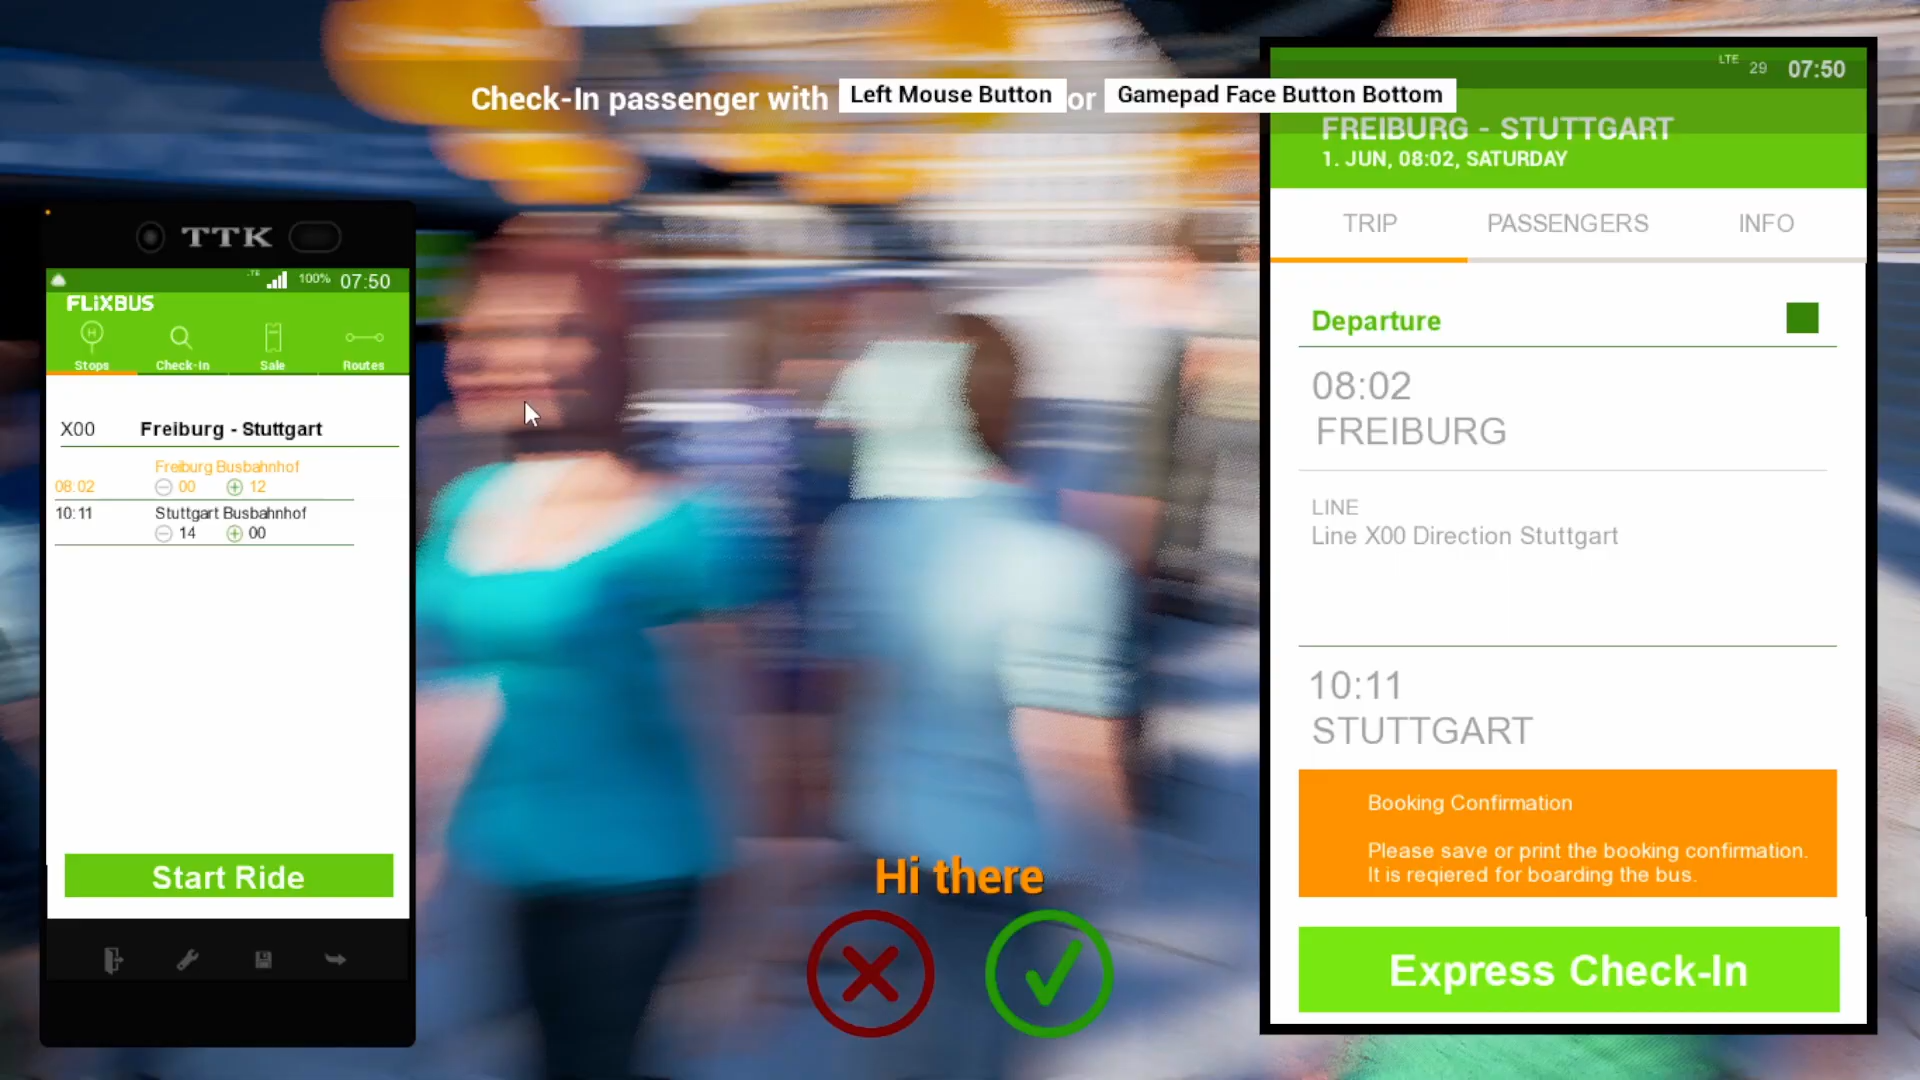 Check-In passenger with Left Mouse Button or Gamepad Face Button Bottom
TTK
LTE 100% 07:50
FLiXBUS
Stops Check-In Sale Routes
X00 Freiburg - Stuttgart
Freiburg Busbahnhof
08:02 00 12
10:11 Stuttgart Busbahnhof
14 00
Start Ride
Hi there
LTE 29 07:50
FREIBURG - STUTTGART
1. JUN, 08:02, SATURDAY
TRIP PASSENGERS INFO
Departure
08:02
FREIBURG
LINE
Line X00 Direction Stuttgart
10:11
STUTTGART
Booking Confirmation
Please save or print the booking confirmation.
It is reqiered for boarding the bus.
Express Check-In